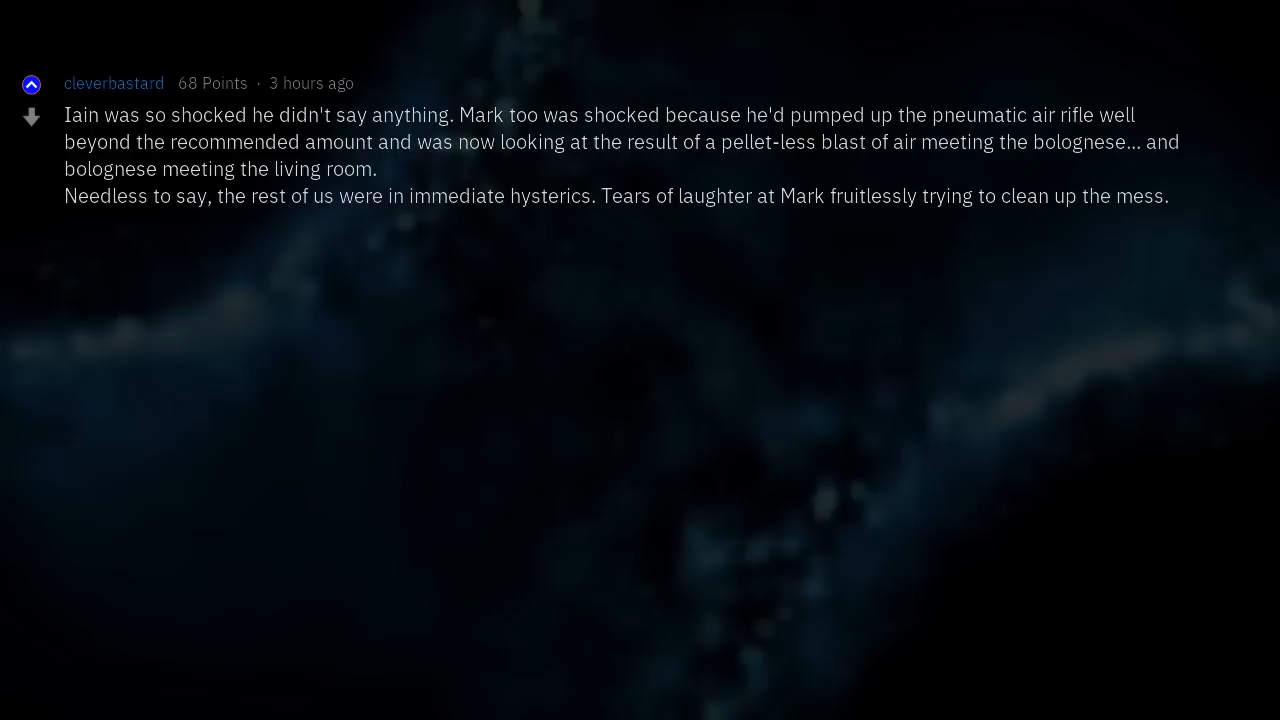 cleverbastard 68 Points · 3 hours ago
Iain was so shocked he didn't say anything. Mark too was shocked because he'd pumped up the pneumatic air rifle well
beyond the recommended amount and was now looking at the result of a pellet-less blast of air meeting the bolognese... and
bolognese meeting the living room.
Needless to say, the rest of us were in immediate hysterics. Tears of laughter at Mark fruitlessly trying to clean up the mess.